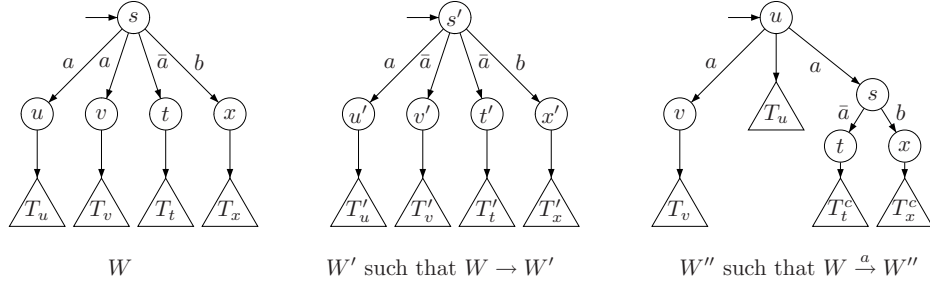 s s′ u
a a ā b a ā ā b a a
s
u v t x u′ v′ t′ x′ v T_u ā b
t x
T_u T_v T_t T_x T′_u T′_v T′_t T′_x T_v T^c_t T^c_x
W W′ such that W → W′ W″ such that W →^a W″